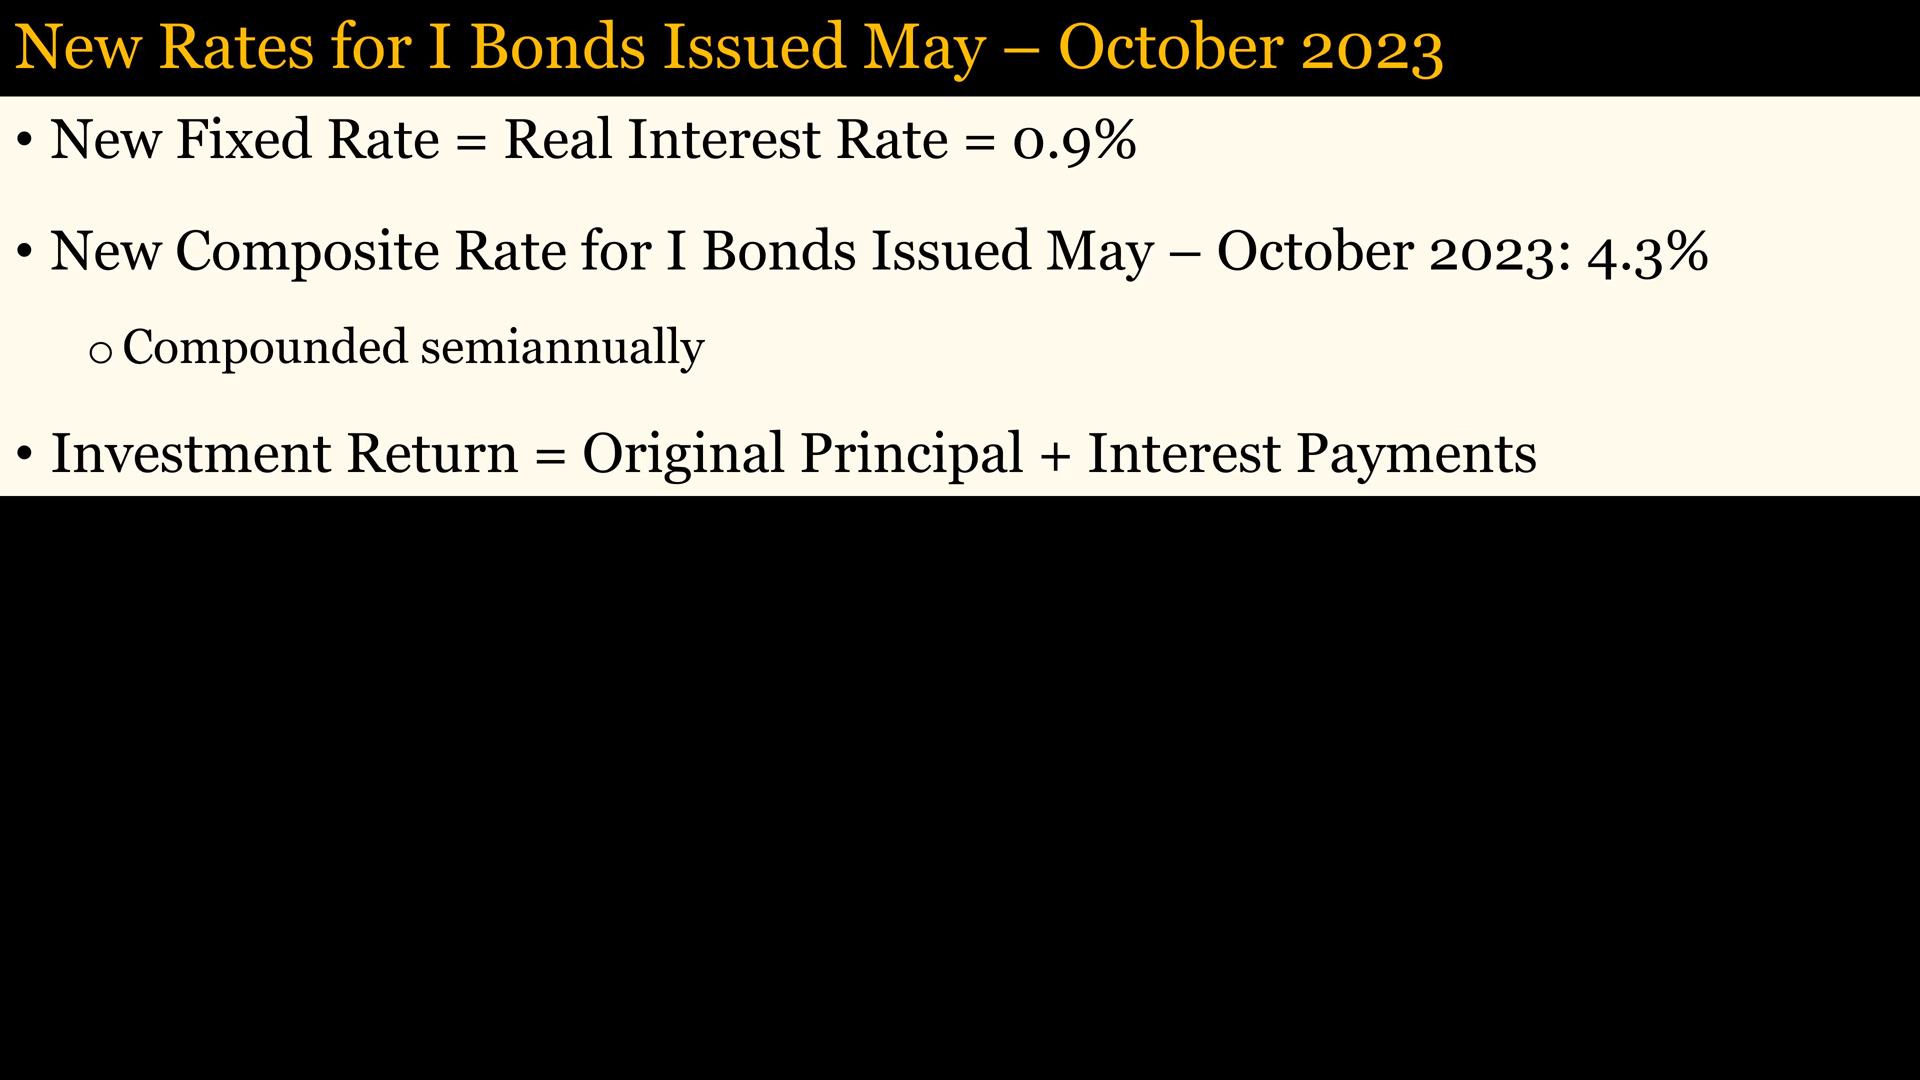 New Rates for I Bonds Issued May – October 2023
• New Fixed Rate = Real Interest Rate = 0.9%
• New Composite Rate for I Bonds Issued May – October 2023: 4.3%
o Compounded semiannually
• Investment Return = Original Principal + Interest Payments